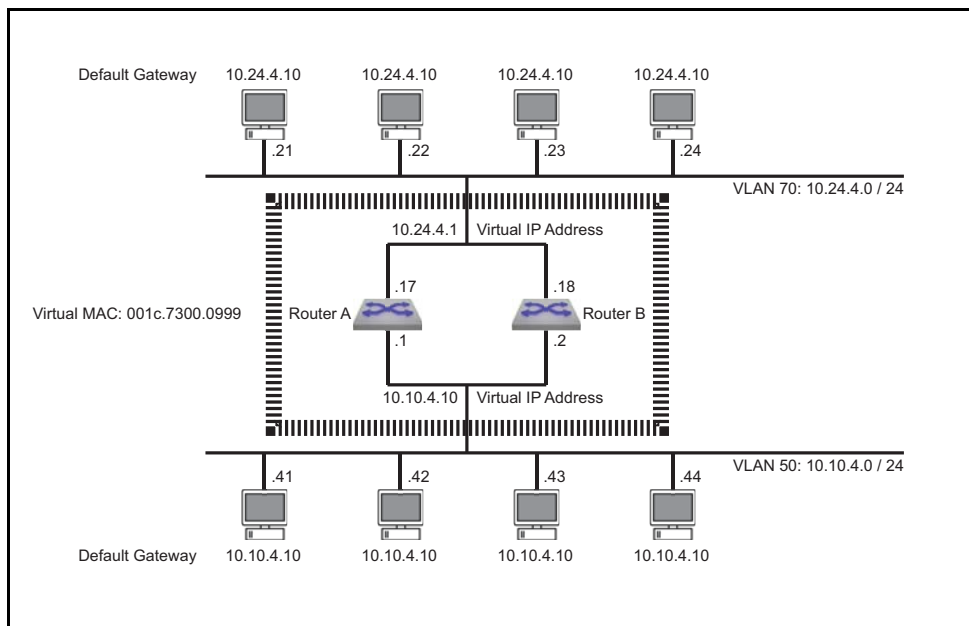 Default Gateway 10.24.4.10 10.24.4.10 10.24.4.10 10.24.4.10
.21 .22 .23 .24
VLAN 70: 10.24.4.0 / 24
10.24.4.1 Virtual IP Address
.17 .18
Virtual MAC: 001c.7300.0999 Router A Router B
.1 .2
10.10.4.10 Virtual IP Address
VLAN 50: 10.10.4.0 / 24
.41 .42 .43 .44
Default Gateway 10.10.4.10 10.10.4.10 10.10.4.10 10.10.4.10